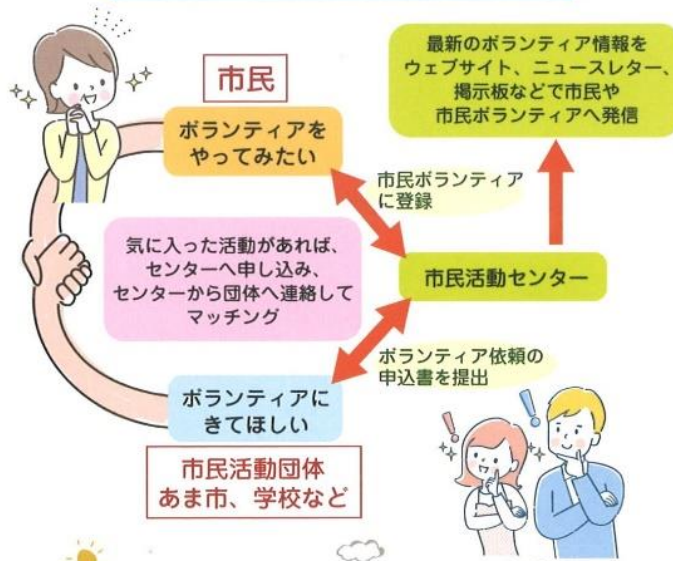 市民
ボランティアを
やってみたい
最新のボランティア情報を
ウェブサイト、ニュースレター、
掲示板などで市民や
市民ボランティアへ発信
市民ボランティア
に登録
気に入った活動があれば、
センターへ申し込み、
センターから団体へ連絡して
マッチング
市民活動センター
ボランティア依頼の
申込書を提出
ボランティアに
きてほしい
市民活動団体
あま市、学校など